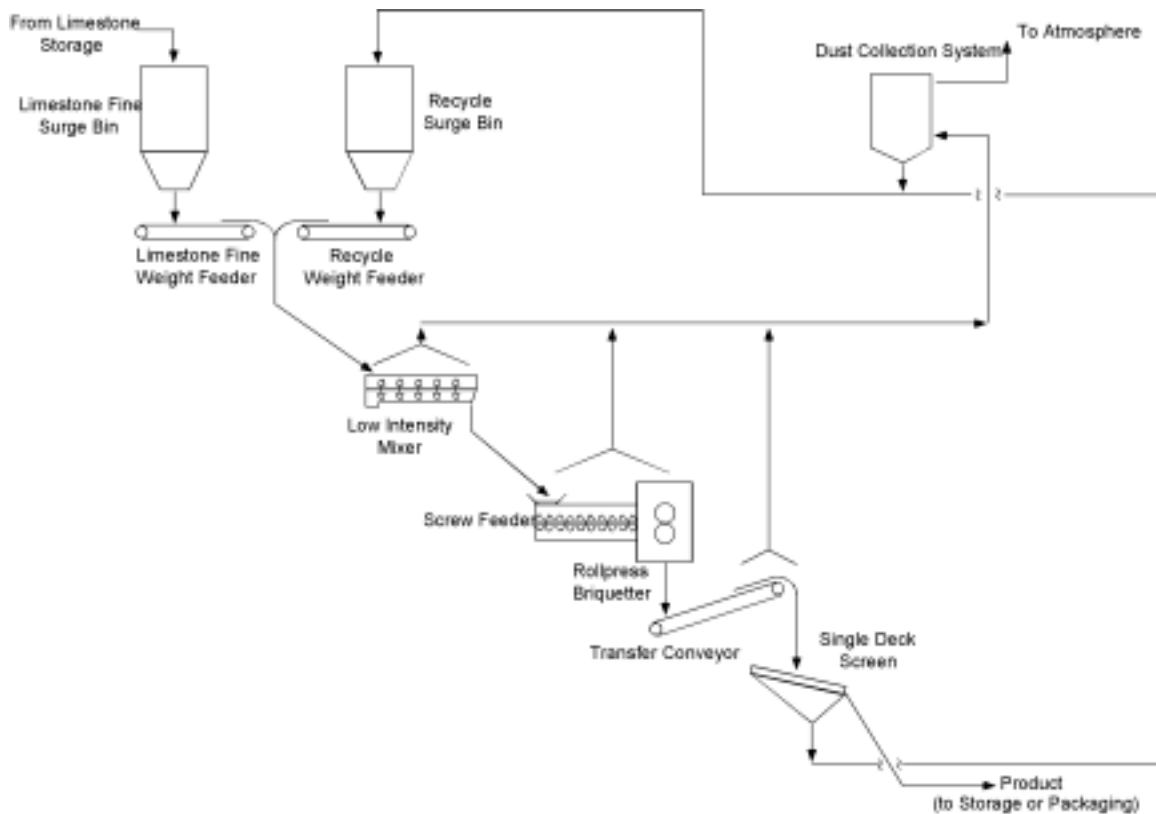 From Limestone
Storage
To Atmosphere
Dust Collection System
Limestone Fine
Surge Bin
Recycle
Surge Bin
Limestone Fine
Weight Feeder
Recycle
Weight Feeder
Low Intensity
Mixer
Screw Feeder
Rollpress
Briquetter
Transfer Conveyor
Single Deck
Screen
Product
(to Storage or Packaging)